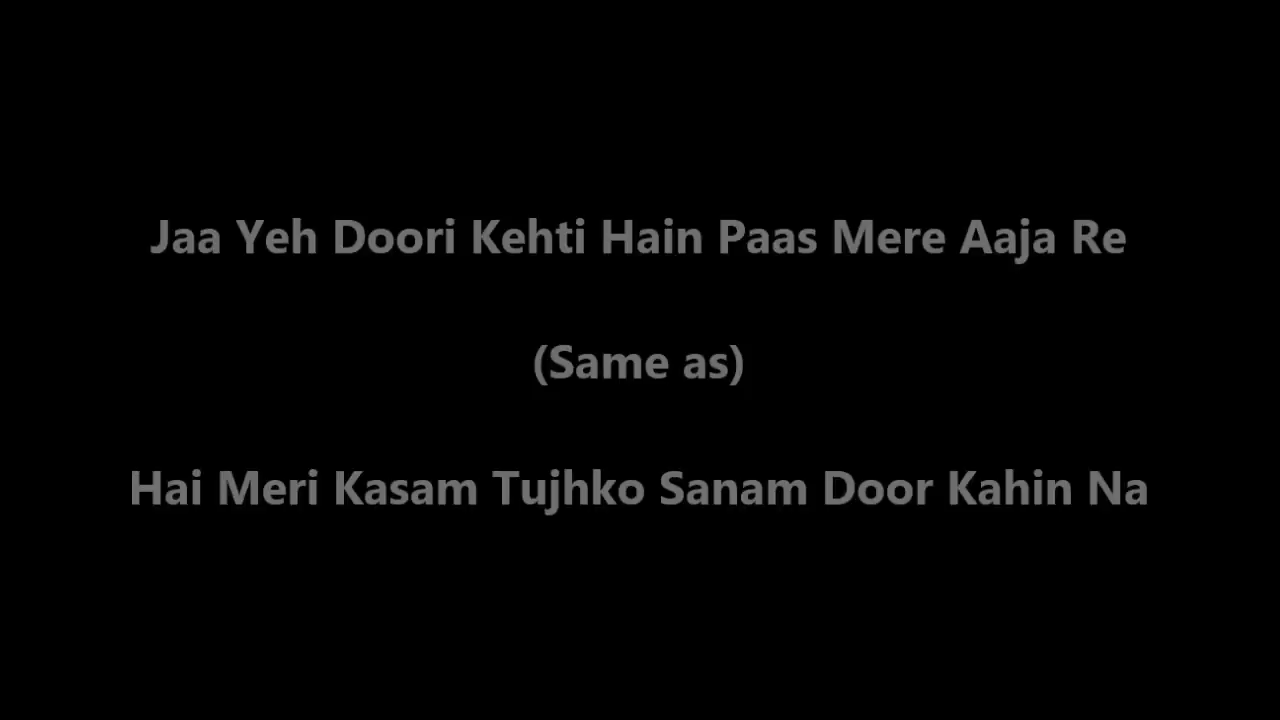 Jaa Yeh Doori Kehti Hain Paas Mere Aaja Re
(Same as)
Hai Meri Kasam Tujhko Sanam Door Kahin Na